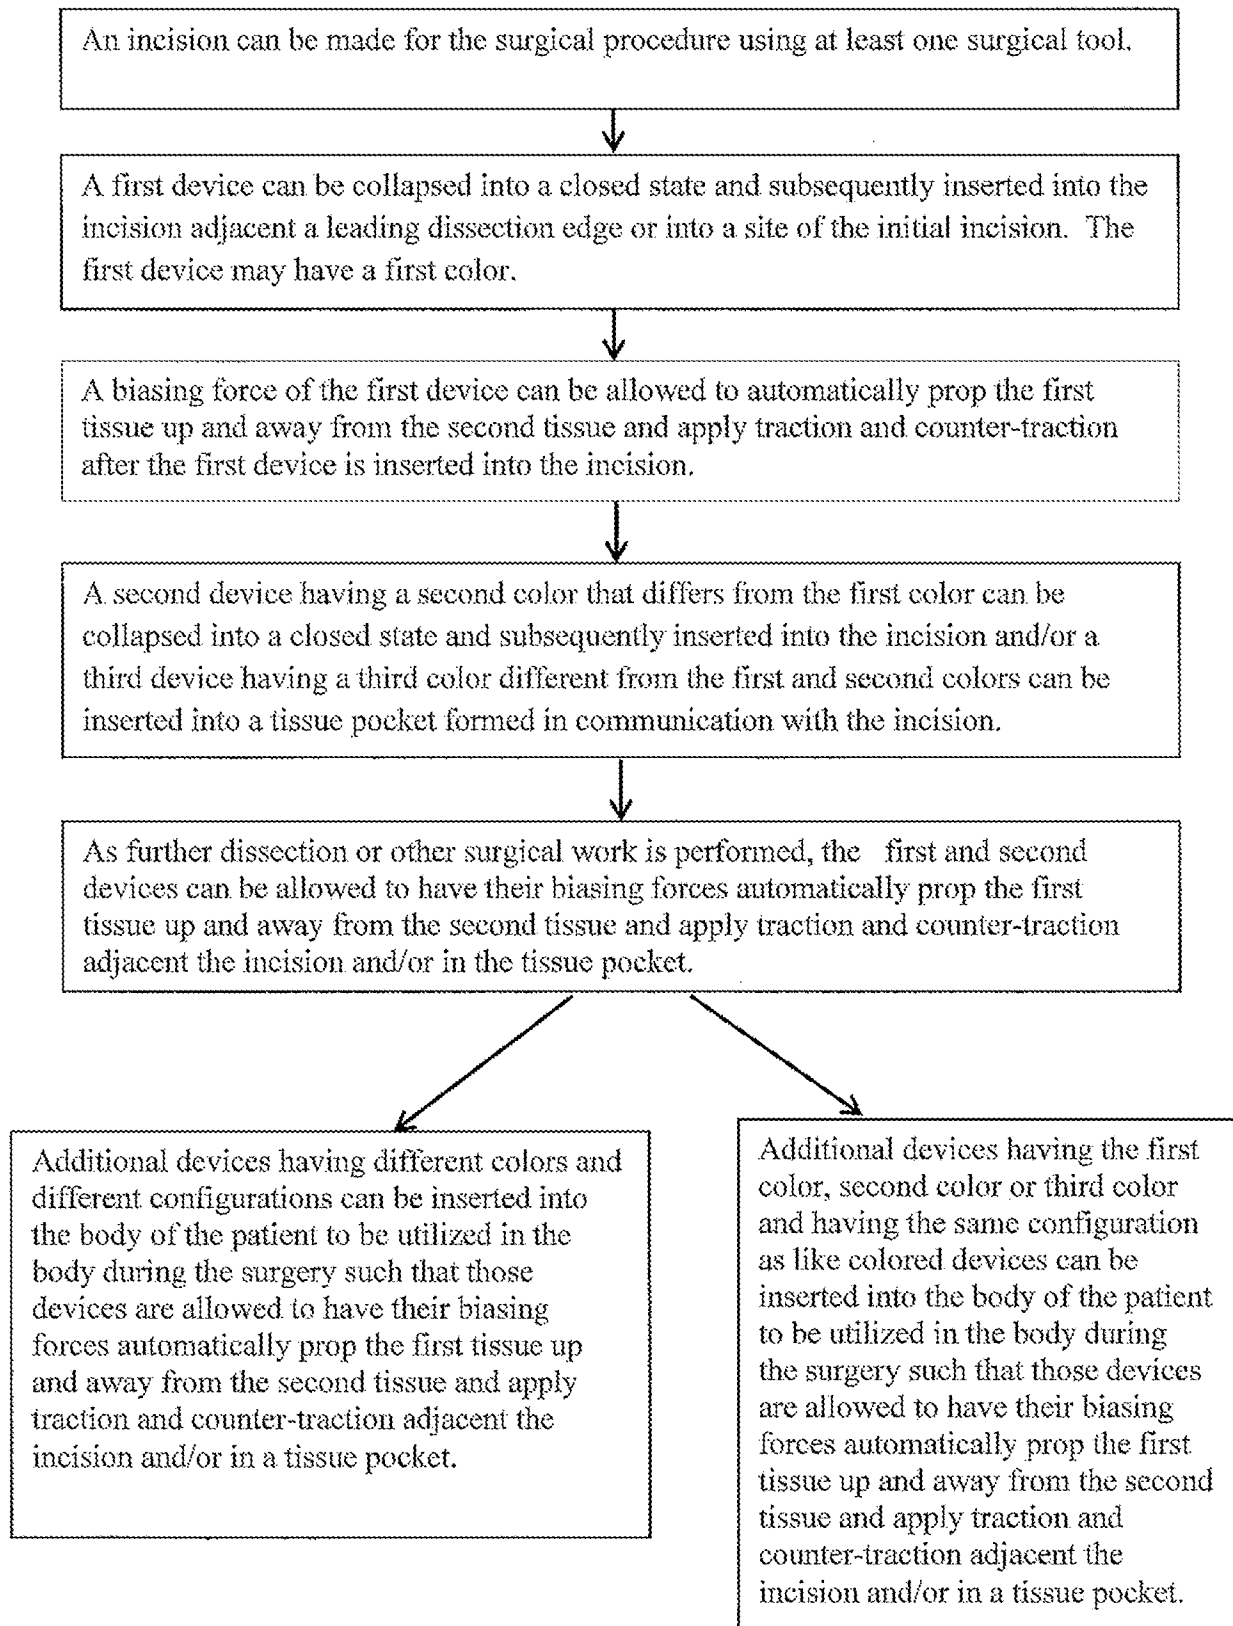 An incision can be made for the surgical procedure using at least one surgical tool.
A first device can be collapsed into a closed state and subsequently inserted into the
incision adjacent a leading dissection edge or into a site of the initial incision. The
first device may have a first color.
A biasing force of the first device can be allowed to automatically prop the first
tissue up and away from the second tissue and apply traction and counter-traction
after the first device is inserted into the incision.
A second device having a second color that differs from the first color can be
collapsed into a closed state and subsequently inserted into the incision and/or a
third device having a third color different from the first and second colors can be
inserted into a tissue pocket formed in communication with the incision.
As further dissection or other surgical work is performed, the first and second
devices can be allowed to have their biasing forces automatically prop the first
tissue up and away from the second tissue and apply traction and counter-traction
adjacent the incision and/or in the tissue pocket.
Additional devices having different colors and
different configurations can be inserted into
the body of the patient to be utilized in the
body during the surgery such that those
devices are allowed to have their biasing
forces automatically prop the first tissue up
and away from the second tissue and apply
traction and counter-traction adjacent the
incision and/or in a tissue pocket.
Additional devices having the first
color, second color or third color
and having the same configuration
as like colored devices can be
inserted into the body of the patient
to be utilized in the body during
the surgery such that those devices
are allowed to have their biasing
forces automatically prop the first
tissue up and away from the second
tissue and apply traction and
counter-traction adjacent the
incision and/or in a tissue pocket.